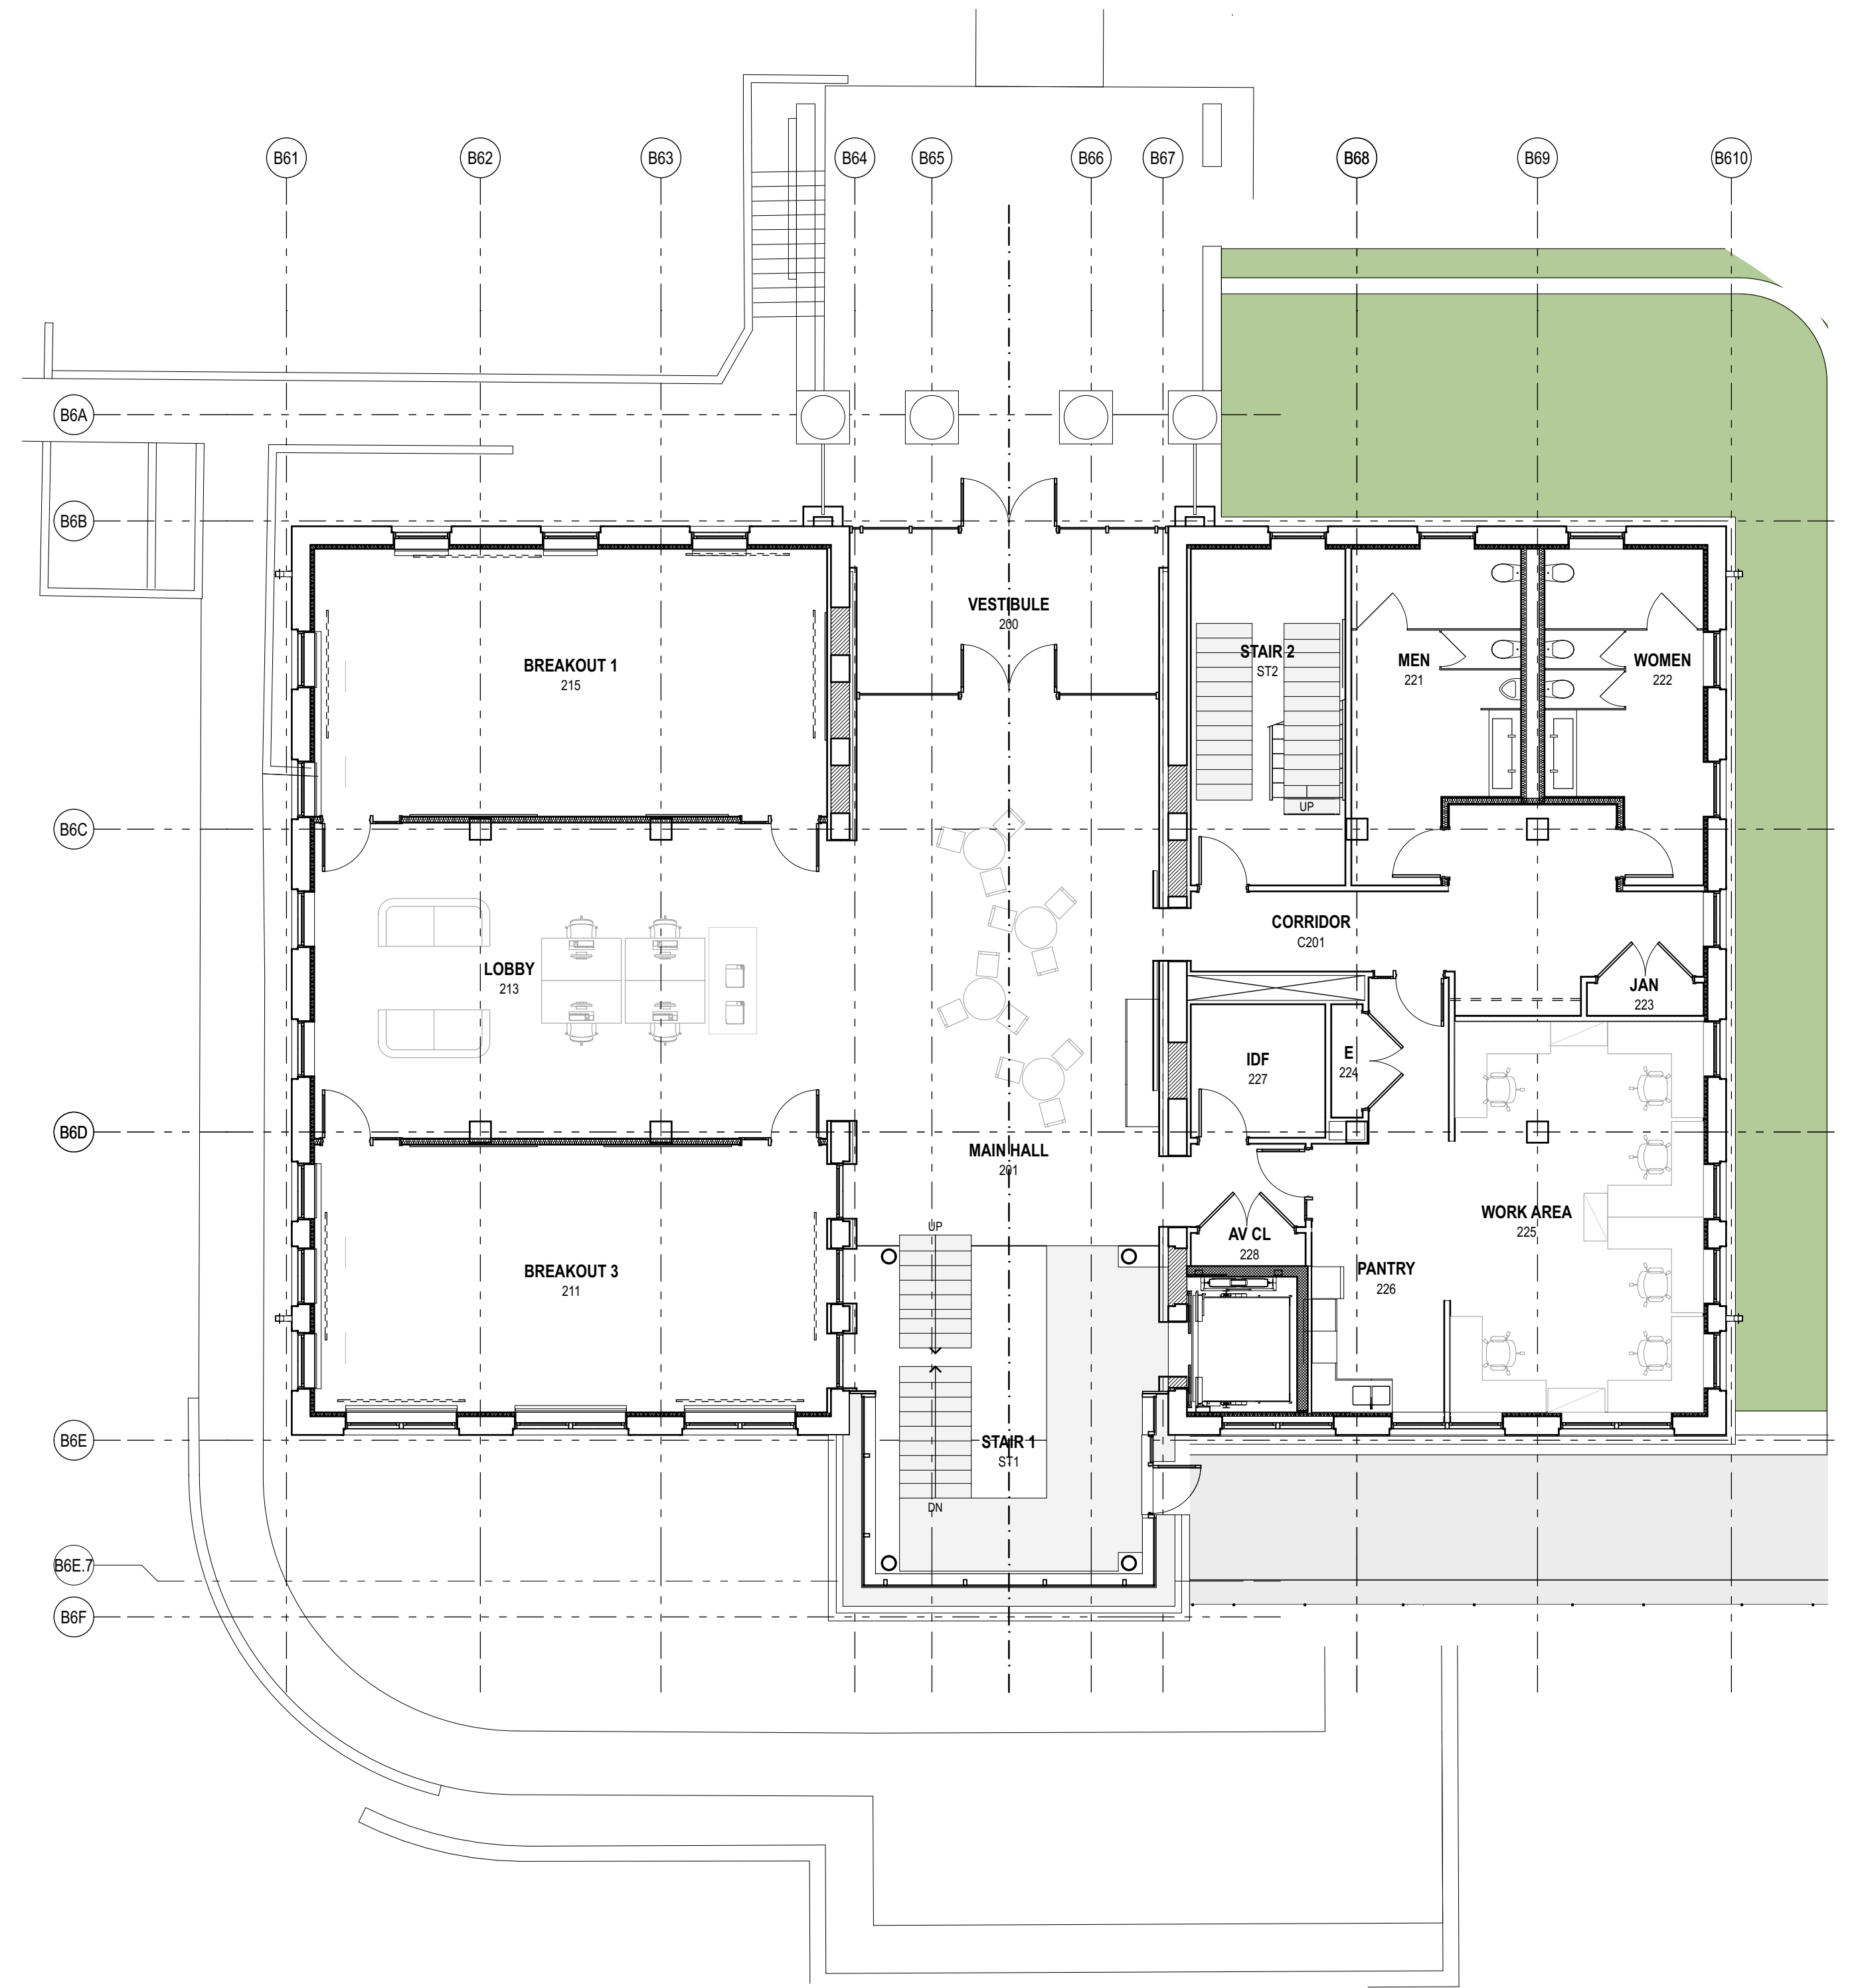 B61
B62
B63
B64
B65
B66
B67
B68
B69
B610
B6A
B6B
VESTIBULE
200
STAIR 2
ST2
MEN
221
WOMEN
222
BREAKOUT 1
215
UP
B6C
CORRIDOR
C201
LOBBY
213
JAN
223
IDF
227
E
224
B6D
MAIN HALL
201
WORK AREA
225
UP
AV CL
228
BREAKOUT 3
211
PANTRY
226
B6E
STAIR 1
ST1
DN
B6E.7
B6F